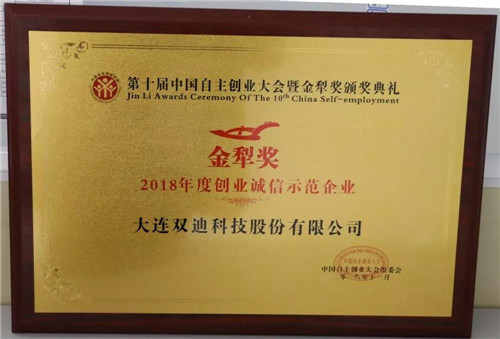 第十届中国自主创业大会暨金犁奖颁奖典礼
Jin Li Awards Ceremony Of The 10th China Self-employment
金犁奖
2018年度创业诚信示范企业
大连双迪科技股份有限公司
中国自主创业大会组委会